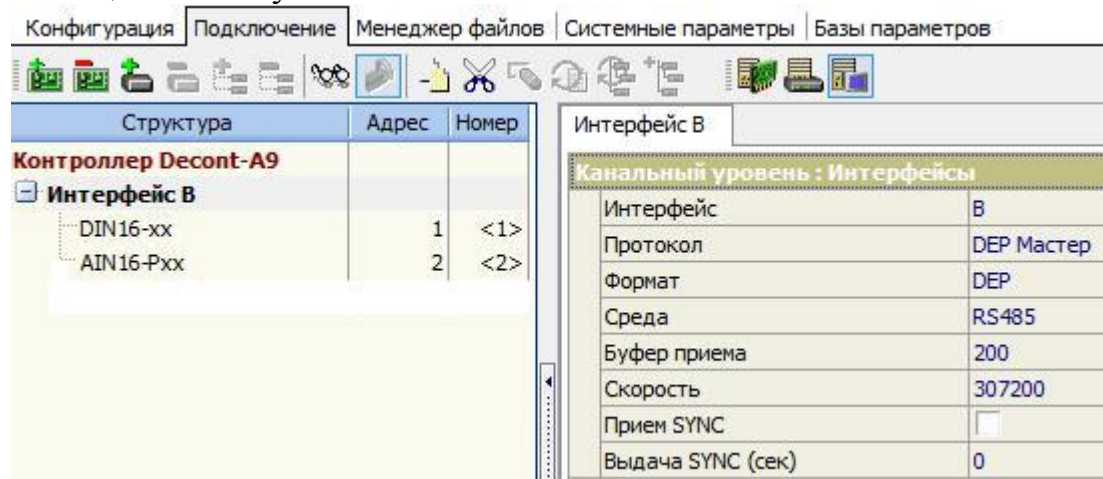 Конфигурация Подключение Менеджер файлов Системные параметры Базы параметров
Структура Адрес Номер
Контроллер Decont-A9
Интерфейс B
DIN16-xx 1 <1>
AIN16-Pxx 2 <2>
Интерфейс B
Канальный уровень : Интерфейсы
Интерфейс B
Протокол DEP Мастер
Формат DEP
Среда RS485
Буфер приема 200
Скорость 307200
Прием SYNC
Выдача SYNC (сек) 0